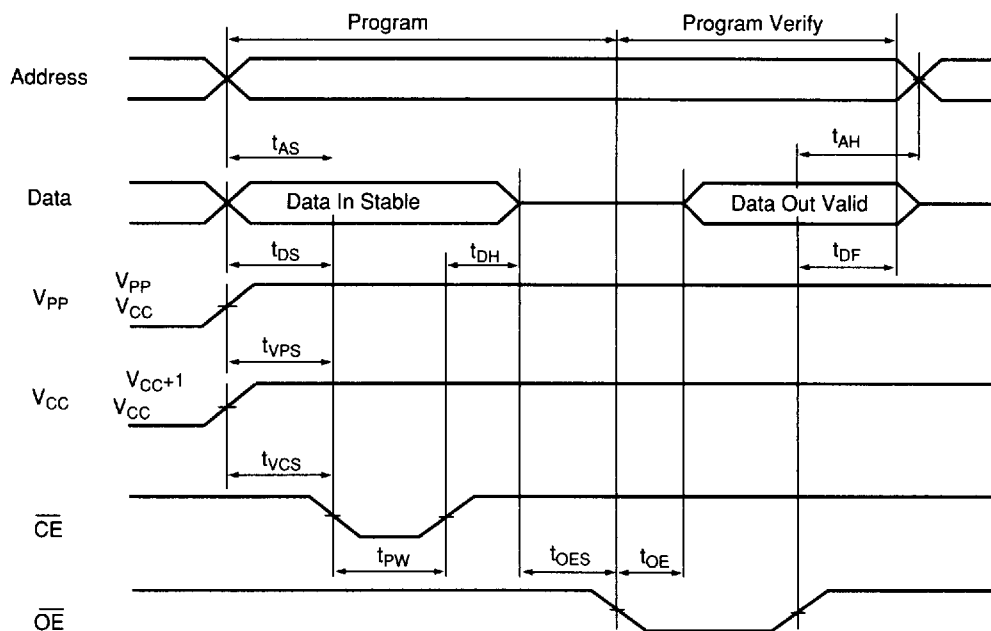 Program Program Verify
Address
tAS tAH
Data Data In Stable Data Out Valid
tDS tDH tDF
VPP VPP
VCC
tVPS
VCC VCC+1
VCC
tVCS
CE
tPW tOES tOE
OE